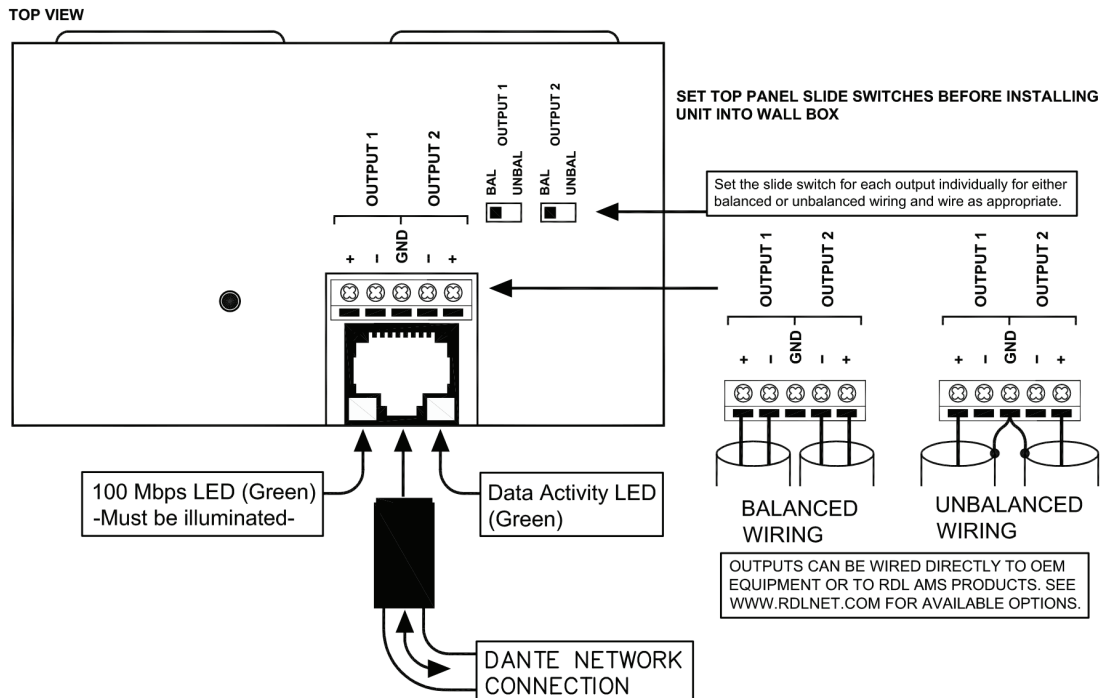 TOP VIEW
OUTPUT 1
OUTPUT 2
BAL
UNBAL
BAL
UNBAL
OUTPUT 1
OUTPUT 2
+
−
GND
−
+
SET TOP PANEL SLIDE SWITCHES BEFORE INSTALLING
UNIT INTO WALL BOX
Set the slide switch for each output individually for either
balanced or unbalanced wiring and wire as appropriate.
OUTPUT 1
OUTPUT 2
+
−
GND
−
+
BALANCED
WIRING
OUTPUT 1
OUTPUT 2
+
−
GND
−
+
UNBALANCED
WIRING
OUTPUTS CAN BE WIRED DIRECTLY TO OEM
EQUIPMENT OR TO RDL AMS PRODUCTS. SEE
WWW.RDLNET.COM FOR AVAILABLE OPTIONS.
100 Mbps LED (Green)
-Must be illuminated-
Data Activity LED
(Green)
DANTE NETWORK
CONNECTION